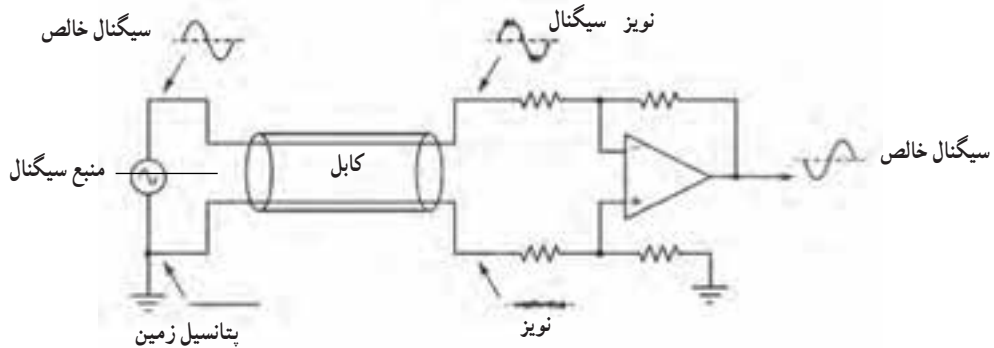 نویز سیگنال
سیگنال خالص
سیگنال خالص
کابل
منبع سیگنال
پتانسیل زمین
نویز